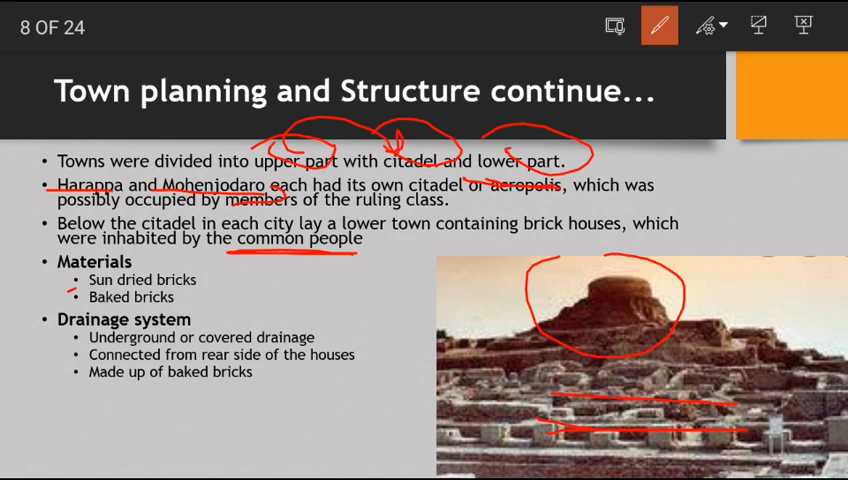 8 OF 24
Town planning and Structure continue...
• Towns were divided into upper part with citadel and lower part.
• Harappa and Mohenjodaro each had its own citadel or acropolis, which was
possibly occupied by members of the ruling class.
• Below the citadel in each city lay a lower town containing brick houses, which
were inhabited by the common people
• Materials
• Sun dried bricks
• Baked bricks
• Drainage system
• Underground or covered drainage
• Connected from rear side of the houses
• Made up of baked bricks